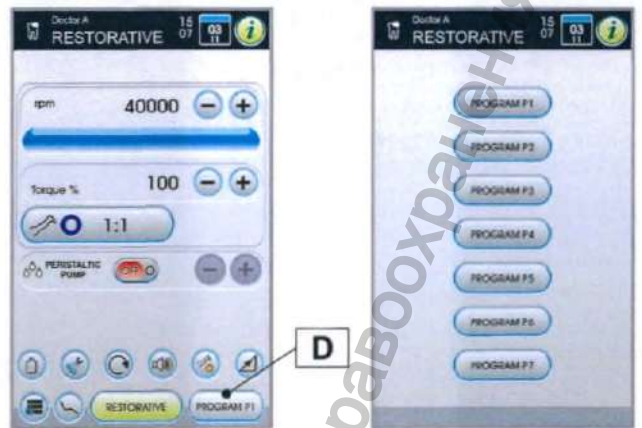 Doctor A
RESTORATIVE
15
07
03
11
i
rpm
40000
Torque %
100
1:1
PERISTALTIC
PUMP
OFF
RESTORATIVE
PROGRAM P1
D
Doctor A
RESTORATIVE
15
07
03
11
i
PROGRAM P1
PROGRAM P2
PROGRAM P3
PROGRAM P4
PROGRAM P5
PROGRAM P6
PROGRAM P7
равоохранени